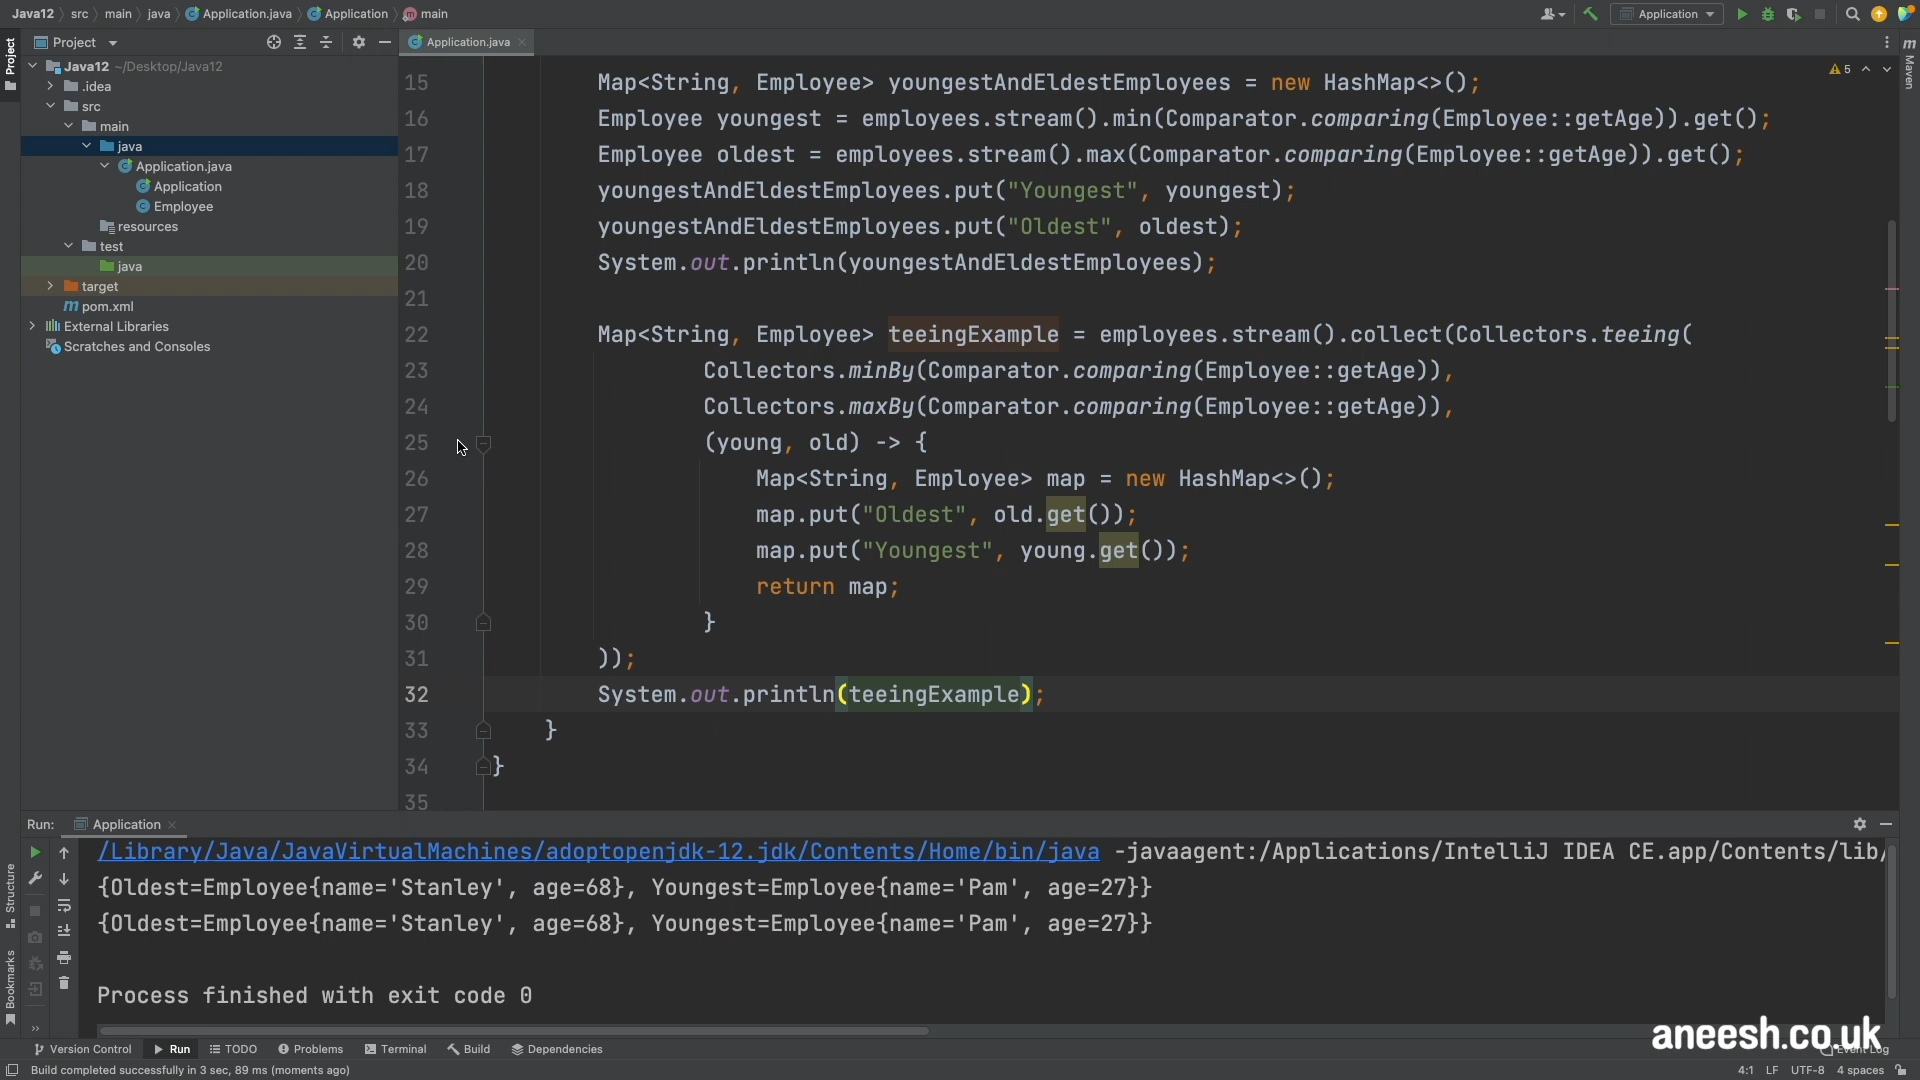 Java12 src main java Application.java Application main
Application
Project
Application.java
Project
Maven
Java12 ~/Desktop/Java12
.idea
src
main
java
Application.java
Application
Employee
resources
test
java
target
pom.xml
External Libraries
Scratches and Consoles
5
15 Map<String, Employee> youngestAndEldestEmployees = new HashMap<>();
16 Employee youngest = employees.stream().min(Comparator.comparing(Employee::getAge)).get();
17 Employee oldest = employees.stream().max(Comparator.comparing(Employee::getAge)).get();
18 youngestAndEldestEmployees.put("Youngest", youngest);
19 youngestAndEldestEmployees.put("Oldest", oldest);
20 System.out.println(youngestAndEldestEmployees);
21
22 Map<String, Employee> teeingExample = employees.stream().collect(Collectors.teeing(
23 Collectors.minBy(Comparator.comparing(Employee::getAge)),
24 Collectors.maxBy(Comparator.comparing(Employee::getAge)),
25 (young, old) -> {
26 Map<String, Employee> map = new HashMap<>();
27 map.put("Oldest", old.get());
28 map.put("Youngest", young.get());
29 return map;
30 }
31 ));
32 System.out.println(teeingExample);
33 }
34 }
35
Run: Application
/Library/Java/JavaVirtualMachines/adoptopenjdk-12.jdk/Contents/Home/bin/java -javaagent:/Applications/IntelliJ IDEA CE.app/Contents/lib/
{Oldest=Employee{name='Stanley', age=68}, Youngest=Employee{name='Pam', age=27}}
{Oldest=Employee{name='Stanley', age=68}, Youngest=Employee{name='Pam', age=27}}
Process finished with exit code 0
Structure
Bookmarks
aneesh.co.uk
Version Control Run TODO Problems Terminal Build Dependencies Event Log
Build completed successfully in 3 sec, 89 ms (moments ago) 4:1 LF UTF-8 4 spaces